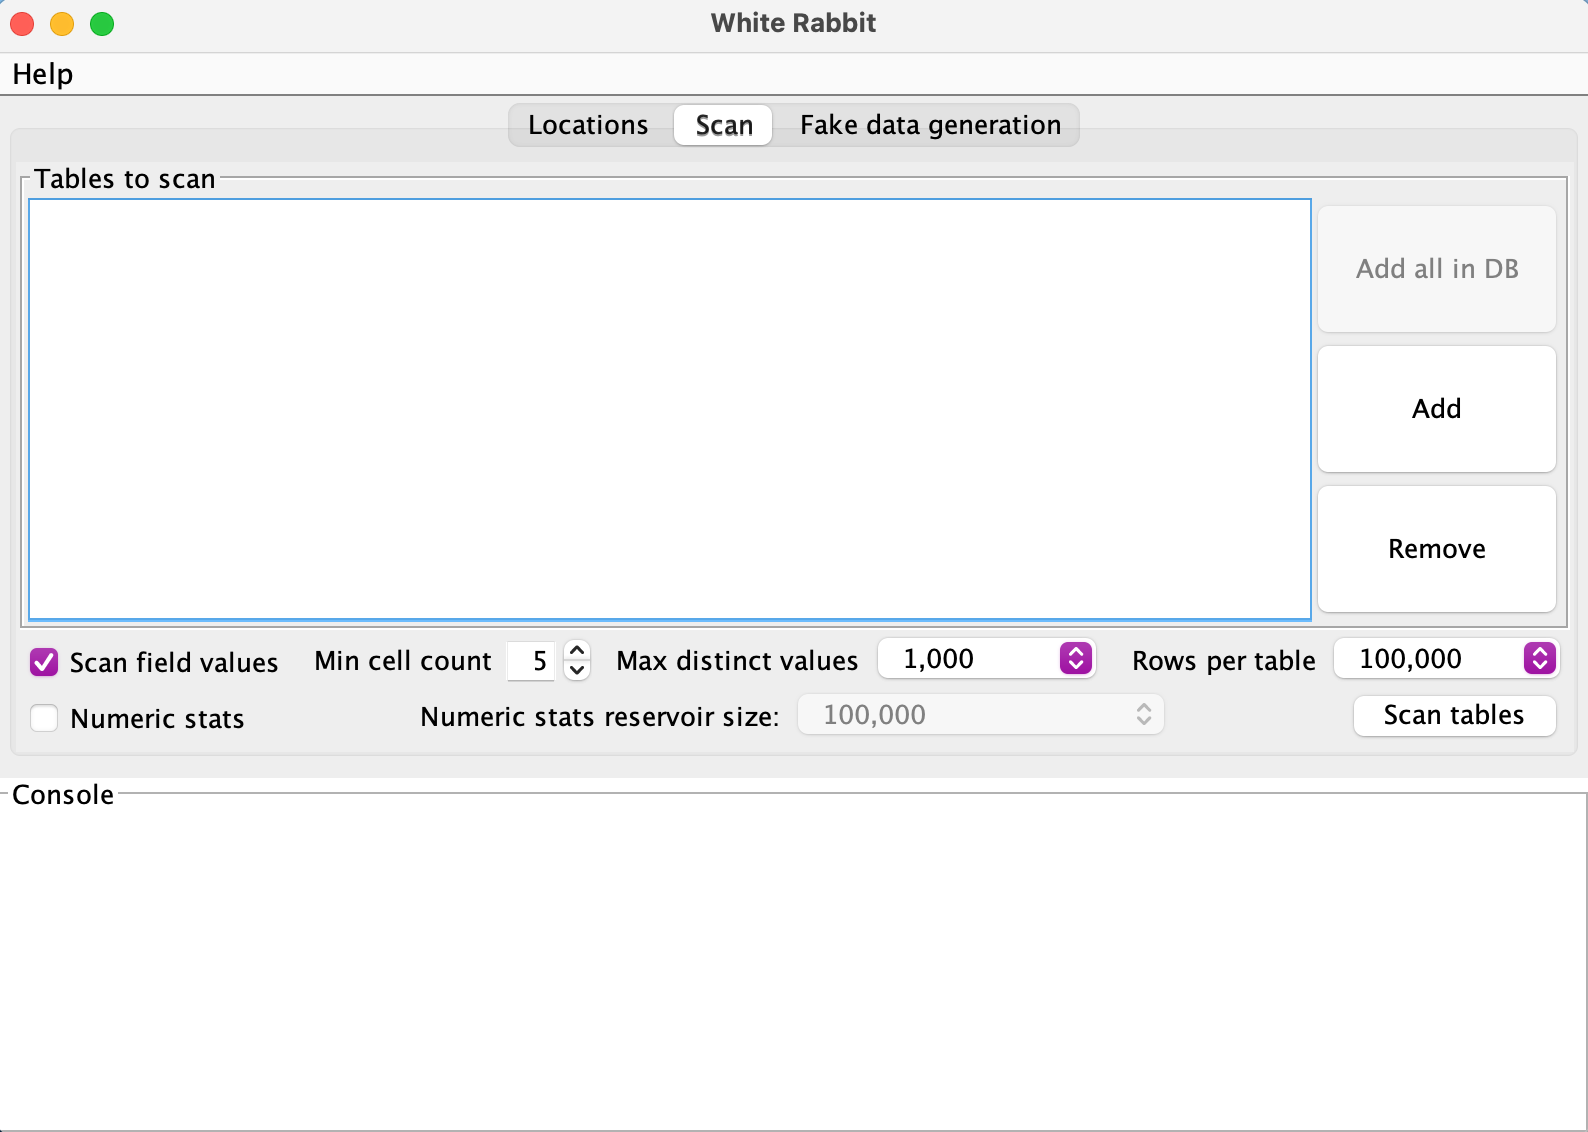 White Rabbit
Help
Locations Scan Fake data generation
Tables to scan
Add all in DB
Add
Remove
Scan field values Min cell count 5 Max distinct values 1,000 Rows per table 100,000
Numeric stats Numeric stats reservoir size: 100,000 Scan tables
Console